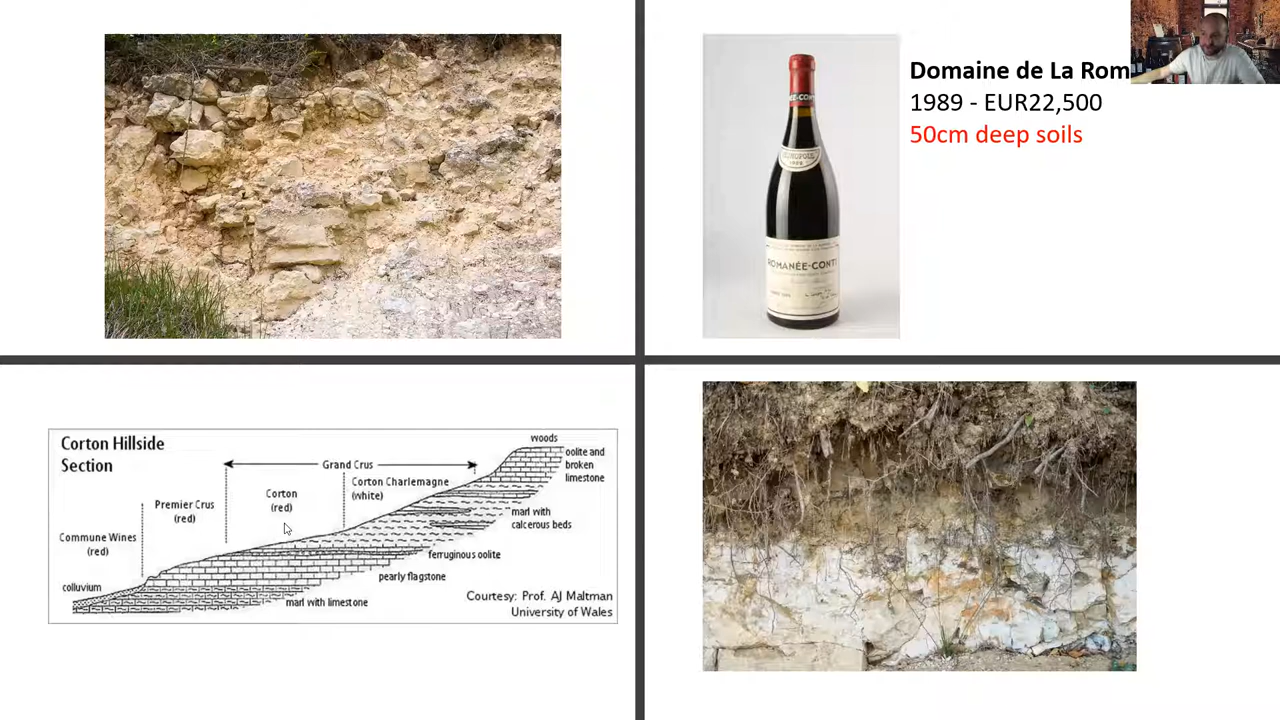 Domaine de La Rom
1989 - EUR22,500
50cm deep soils
ROMANÉE-CONTI
Corton Hillside
Section
woods
oolite and
broken
limestone
Grand Crus
Corton Charlemagne
(white)
Corton
(red)
Premier Crus
(red)
Commune Wines
(red)
marl with
calcerous beds
ferruginous oolite
pearly flagstone
colluvium
marl with limestone
Courtesy: Prof. AJ Maltman
University of Wales